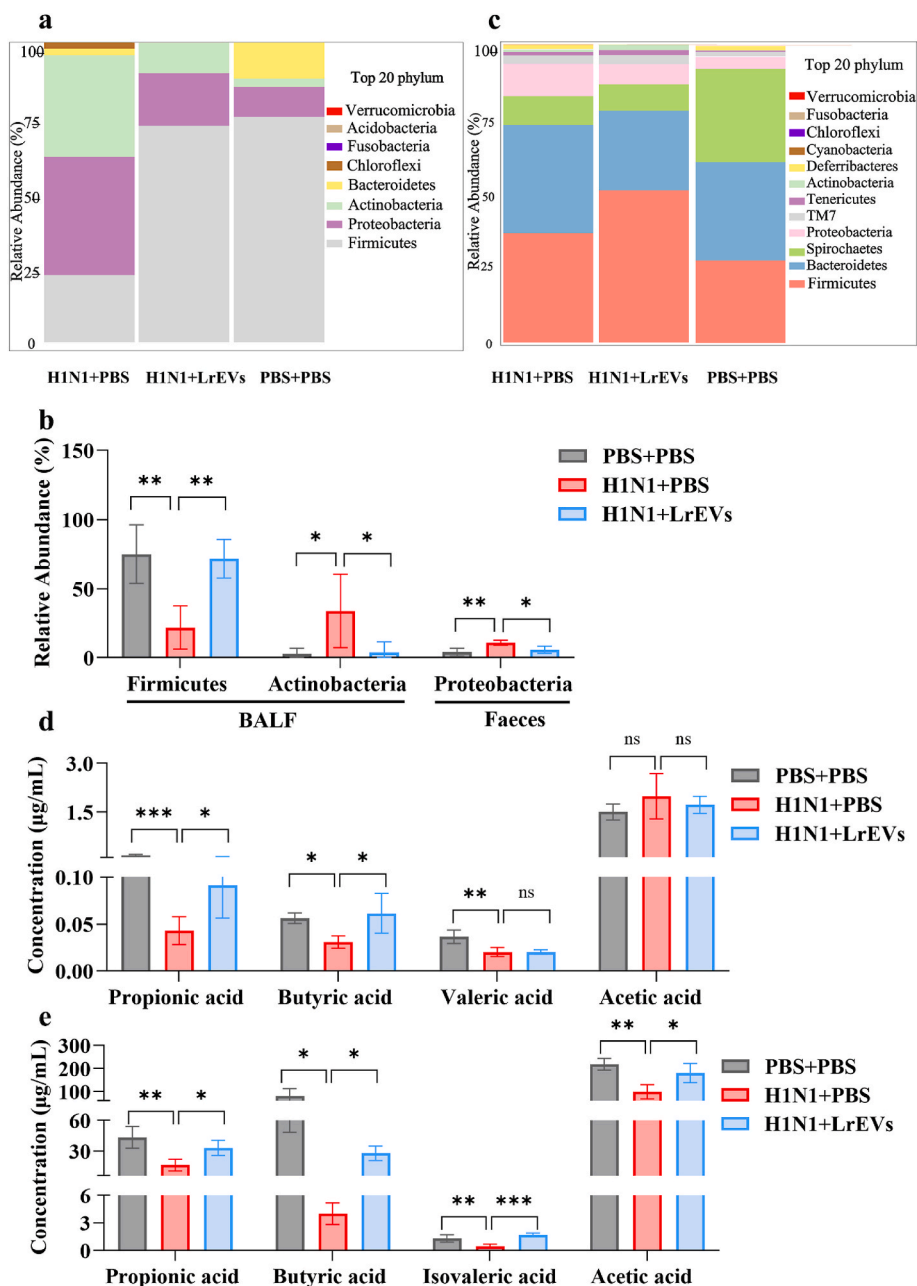 a
Relative Abundance (%)
100
75
50
25
0
Top 20 phylum
Verrucomicrobia
Acidobacteria
Fusobacteria
Chloroflexi
Bacteroidetes
Actinobacteria
Proteobacteria
Firmicutes
H1N1+PBS H1N1+LrEVs PBS+PBS
c
Relative Abundance (%)
100
75
50
25
0
Top 20 phylum
Verrucomicrobia
Fusobacteria
Chloroflexi
Cyanobacteria
Deferribacteres
Actinobacteria
Tenericutes
TM7
Proteobacteria
Spirochaetes
Bacteroidetes
Firmicutes
H1N1+PBS H1N1+LrEVs PBS+PBS
b
Relative Abundance (%)
150
100
50
0
** ** * * ** *
PBS+PBS
H1N1+PBS
H1N1+LrEVs
Firmicutes Actinobacteria Proteobacteria
BALF Faeces
d
Concentration (μg/mL)
3.0
1.5
0.10
0.05
0.00
*** * * * ** ns ns ns
PBS+PBS
H1N1+PBS
H1N1+LrEVs
Propionic acid Butyric acid Valeric acid Acetic acid
e
Concentration (μg/mL)
300
200
100
60
30
6
3
0
** * * * ** *** ** *
PBS+PBS
H1N1+PBS
H1N1+LrEVs
Propionic acid Butyric acid Isovaleric acid Acetic acid